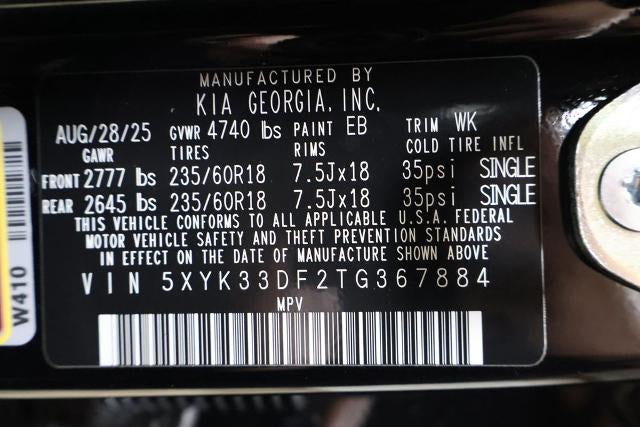 MANUFACTURED BY
KIA GEORGIA, INC.
AUG/28/25 GVWR 4740 lbs PAINT EB TRIM WK
GAWR TIRES RIMS COLD TIRE INFL
FRONT 2777 lbs 235/60R18 7.5Jx18 35psi SINGLE
REAR 2645 lbs 235/60R18 7.5Jx18 35psi SINGLE
THIS VEHICLE CONFORMS TO ALL APPLICABLE U.S.A. FEDERAL
MOTOR VEHICLE SAFETY AND THEFT PREVENTION STANDARDS
IN EFFECT ON THE DATE OF MANUFACTURE SHOWN ABOVE
VIN 5XYK33DF2TG367884
MPV
W410